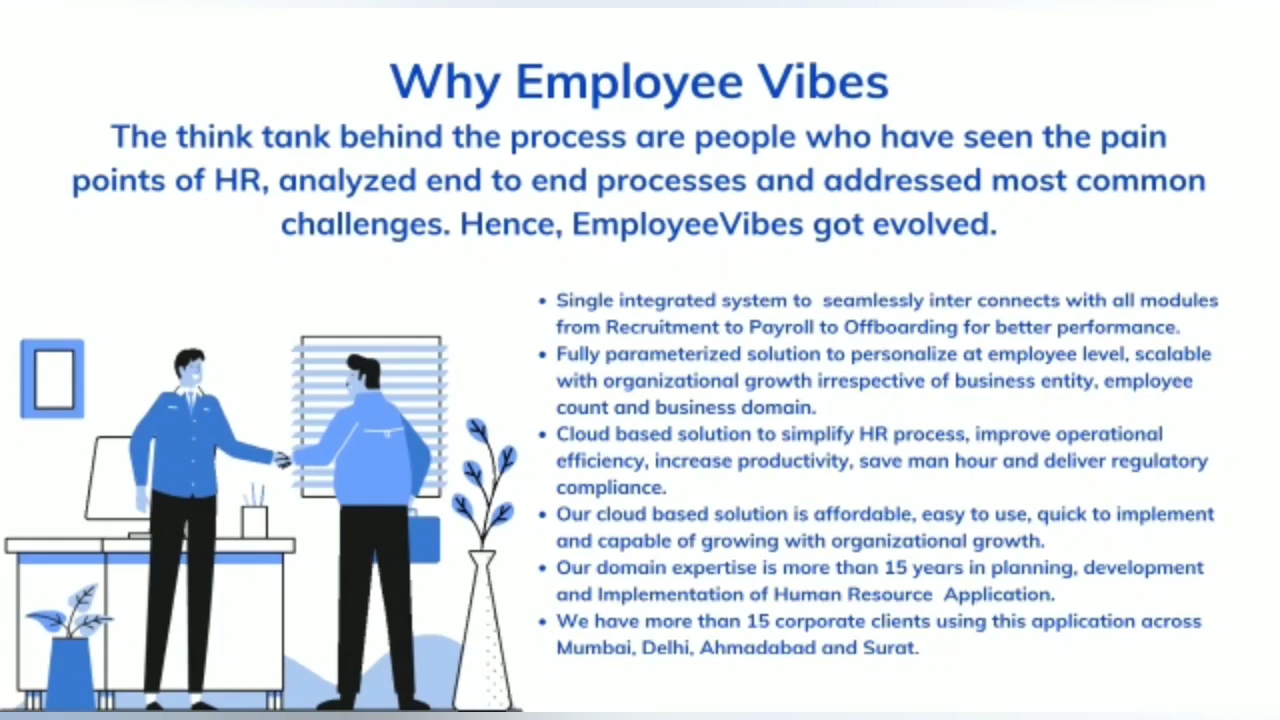 Why Employee Vibes
The think tank behind the process are people who have seen the pain
points of HR, analyzed end to end processes and addressed most common
challenges. Hence, EmployeeVibes got evolved.
• Single integrated system to  seamlessly inter connects with all modules
from Recruitment to Payroll to Offboarding for better performance.
• Fully parameterized solution to personalize at employee level, scalable
with organizational growth irrespective of business entity, employee
count and business domain.
• Cloud based solution to simplify HR process, improve operational
efficiency, increase productivity, save man hour and deliver regulatory
compliance.
• Our cloud based solution is affordable, easy to use, quick to implement
and capable of growing with organizational growth.
• Our domain expertise is more than 15 years in planning, development
and Implementation of Human Resource  Application.
• We have more than 15 corporate clients using this application across
Mumbai, Delhi, Ahmadabad and Surat.